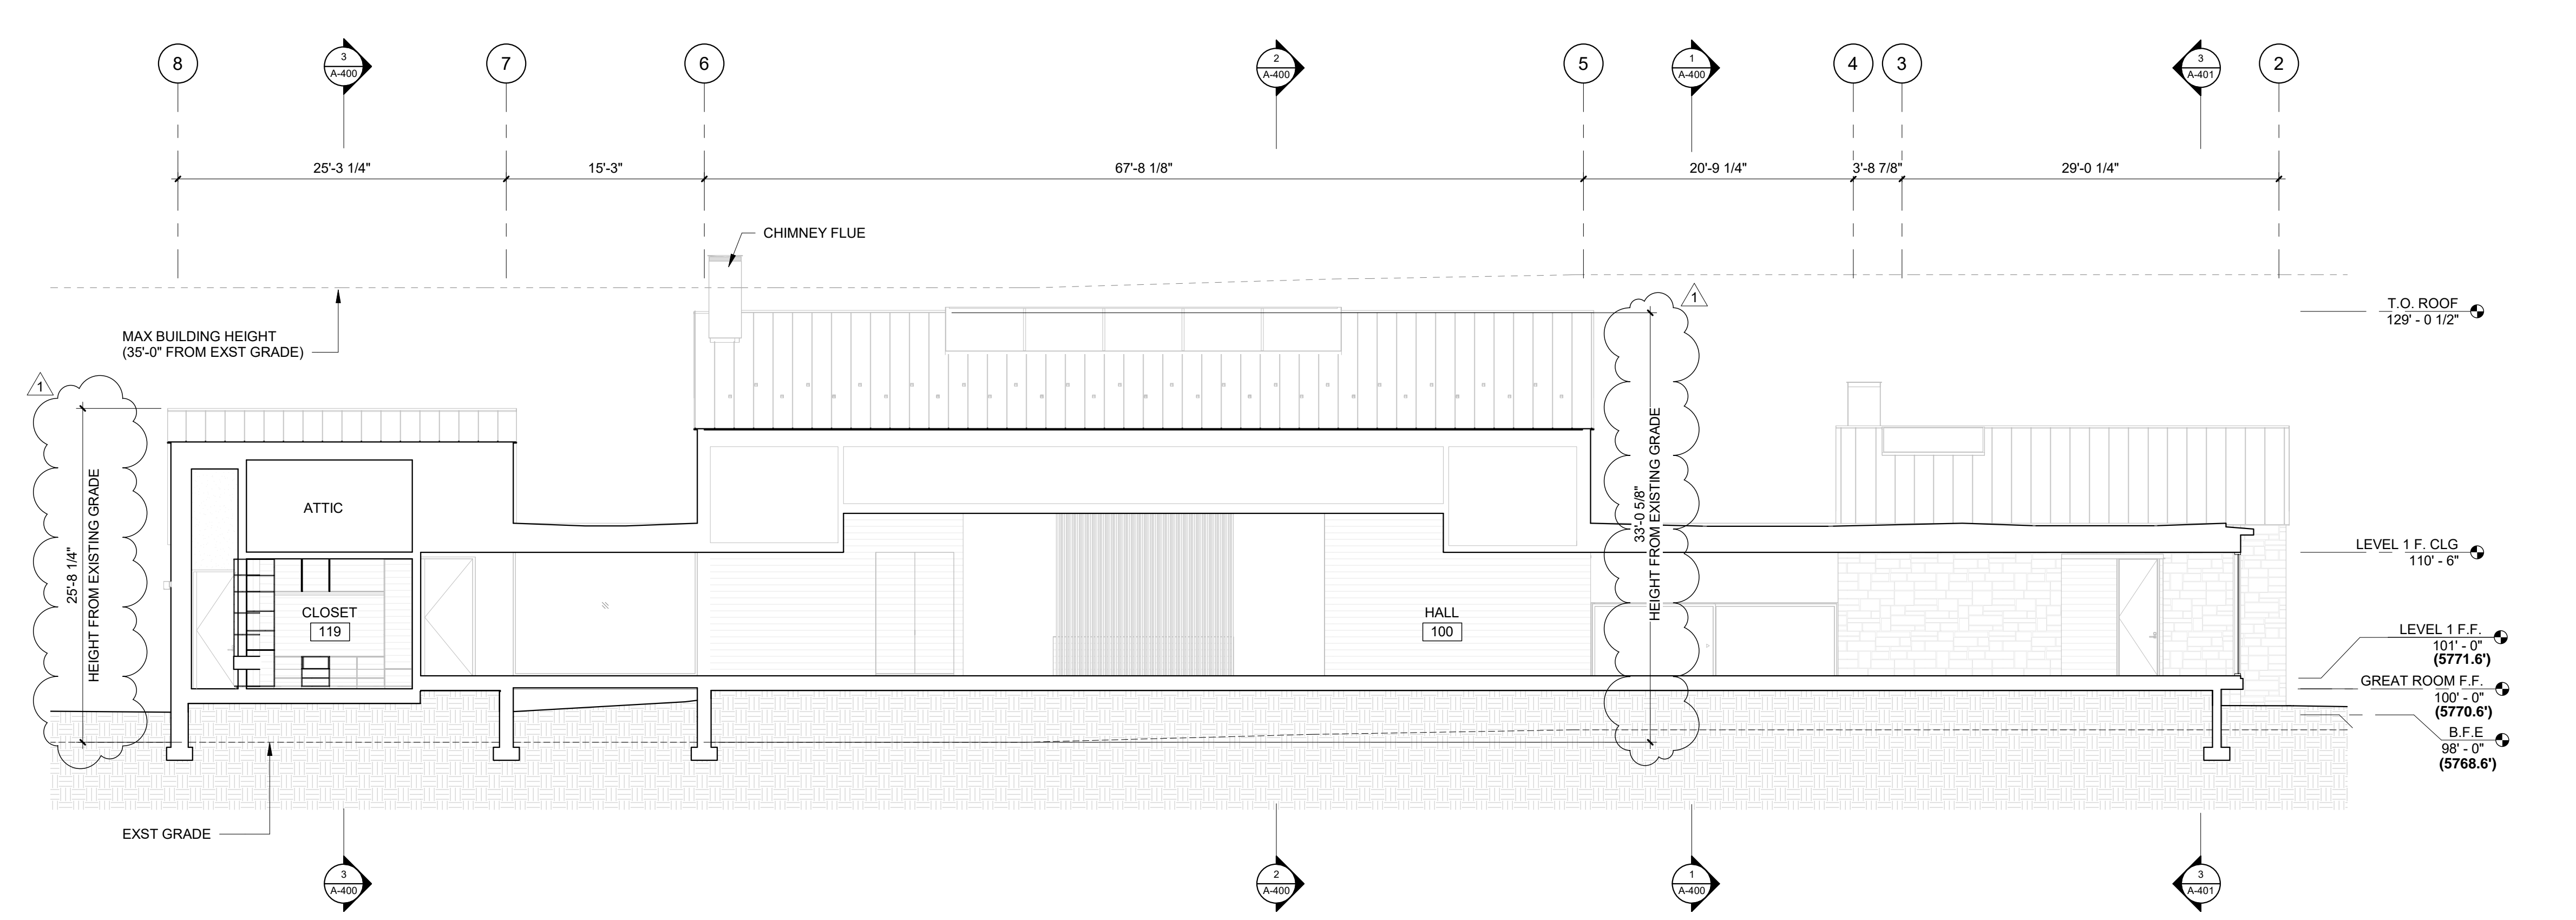 8
3
A-400
7
6
2
A-400
5
1
A-400
4
3
3
A-401
2
25'-3 1/4"
15'-3"
67'-8 1/8"
20'-9 1/4"
3'-8 7/8"
29'-0 1/4"
CHIMNEY FLUE
MAX BUILDING HEIGHT
(35'-0" FROM EXST GRADE)
1
1
T.O. ROOF
129' - 0 1/2"
25'-8 1/4"
HEIGHT FROM EXISTING GRADE
33'-0 5/8"
HEIGHT FROM EXISTING GRADE
ATTIC
CLOSET
119
HALL
100
LEVEL 1 F. CLG
110' - 6"
LEVEL 1 F.F.
101' - 0"
(5771.6')
GREAT ROOM F.F.
100' - 0"
(5770.6')
B.F.E
98' - 0"
(5768.6')
EXST GRADE
3
A-400
2
A-400
1
A-400
3
A-401